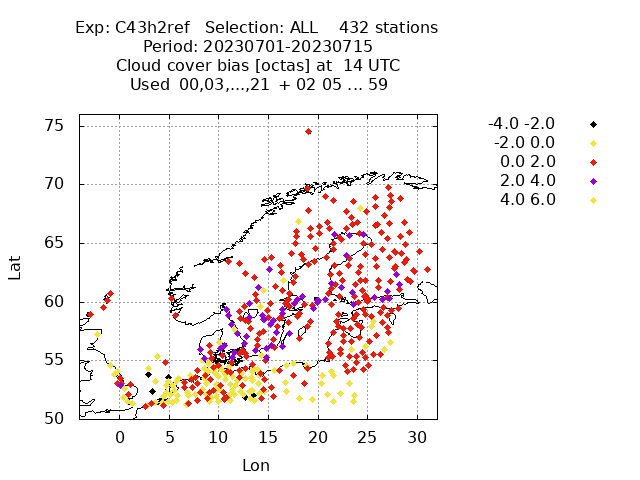 Exp: C43h2ref   Selection: ALL    432 stations
Period: 20230701-20230715
Cloud cover bias [octas] at  14 UTC
Used  00,03,...,21  + 02 05 ... 59
-4.0 -2.0
-2.0 0.0
0.0 2.0
2.0 4.0
4.0 6.0
75
70
65
60
55
50
Lat
0 5 10 15 20 25 30
Lon